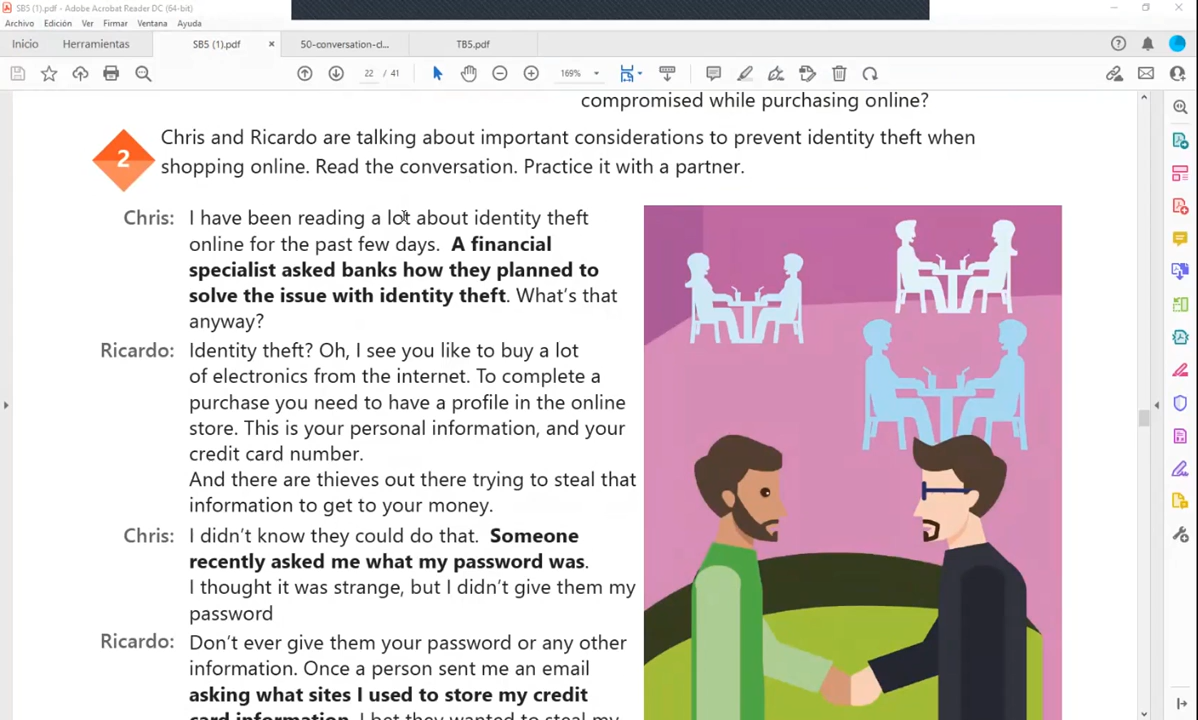 SB5 (1).pdf - Adobe Acrobat Reader DC (64-bit)
Archivo Edición Ver Firmar Ventana Ayuda
Inicio Herramientas SB5 (1).pdf × 50-conversation-cl... TB5.pdf
22 / 41 169%
compromised while purchasing online?
2
Chris and Ricardo are talking about important considerations to prevent identity theft when
shopping online. Read the conversation. Practice it with a partner.
Chris: I have been reading a lot about identity theft
online for the past few days. A financial
specialist asked banks how they planned to
solve the issue with identity theft. What's that
anyway?
Ricardo: Identity theft? Oh, I see you like to buy a lot
of electronics from the internet. To complete a
purchase you need to have a profile in the online
store. This is your personal information, and your
credit card number.
And there are thieves out there trying to steal that
information to get to your money.
Chris: I didn't know they could do that. Someone
recently asked me what my password was.
I thought it was strange, but I didn't give them my
password
Ricardo: Don't ever give them your password or any other
information. Once a person sent me an email
asking what sites I used to store my credit
card information. I bet they wanted to steal my